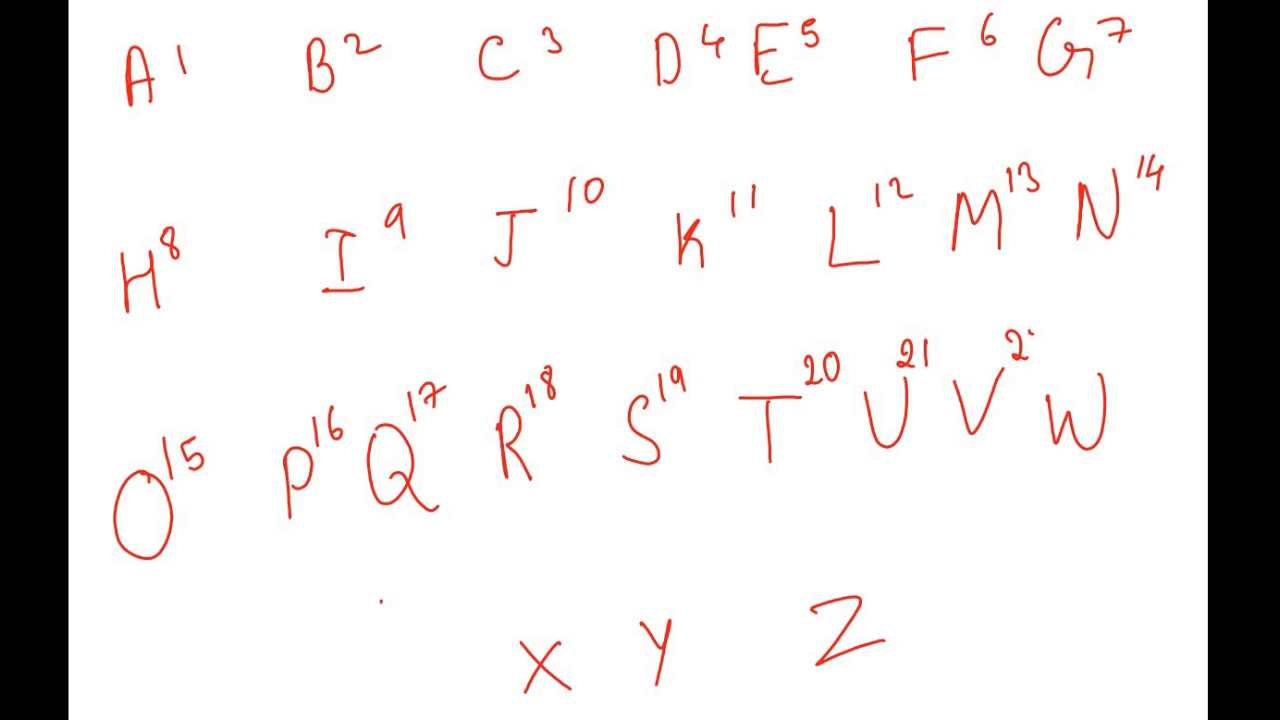 A 1 B 2 C 3 D 4 E 5 F 6 G 7
H 8 I 9 J 10 K 11 L 12 M 13 N 14
O 15 P 16 Q 17 R 18 S 19 T 20 U 21 V 2 W
X Y Z